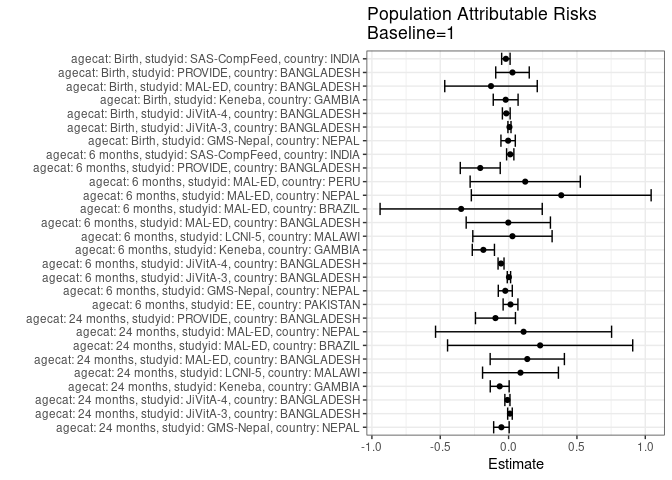 Population Attributable Risks
Baseline=1
agecat: Birth, studyid: SAS-CompFeed, country: INDIA
agecat: Birth, studyid: PROVIDE, country: BANGLADESH
agecat: Birth, studyid: MAL-ED, country: BANGLADESH
agecat: Birth, studyid: Keneba, country: GAMBIA
agecat: Birth, studyid: JiVitA-4, country: BANGLADESH
agecat: Birth, studyid: JiVitA-3, country: BANGLADESH
agecat: Birth, studyid: GMS-Nepal, country: NEPAL
agecat: 6 months, studyid: SAS-CompFeed, country: INDIA
agecat: 6 months, studyid: PROVIDE, country: BANGLADESH
agecat: 6 months, studyid: MAL-ED, country: PERU
agecat: 6 months, studyid: MAL-ED, country: NEPAL
agecat: 6 months, studyid: MAL-ED, country: BRAZIL
agecat: 6 months, studyid: MAL-ED, country: BANGLADESH
agecat: 6 months, studyid: LCNI-5, country: MALAWI
agecat: 6 months, studyid: Keneba, country: GAMBIA
agecat: 6 months, studyid: JiVitA-4, country: BANGLADESH
agecat: 6 months, studyid: JiVitA-3, country: BANGLADESH
agecat: 6 months, studyid: GMS-Nepal, country: NEPAL
agecat: 6 months, studyid: EE, country: PAKISTAN
agecat: 24 months, studyid: PROVIDE, country: BANGLADESH
agecat: 24 months, studyid: MAL-ED, country: NEPAL
agecat: 24 months, studyid: MAL-ED, country: BRAZIL
agecat: 24 months, studyid: MAL-ED, country: BANGLADESH
agecat: 24 months, studyid: LCNI-5, country: MALAWI
agecat: 24 months, studyid: Keneba, country: GAMBIA
agecat: 24 months, studyid: JiVitA-4, country: BANGLADESH
agecat: 24 months, studyid: JiVitA-3, country: BANGLADESH
agecat: 24 months, studyid: GMS-Nepal, country: NEPAL
-1.0 -0.5 0.0 0.5 1.0
Estimate